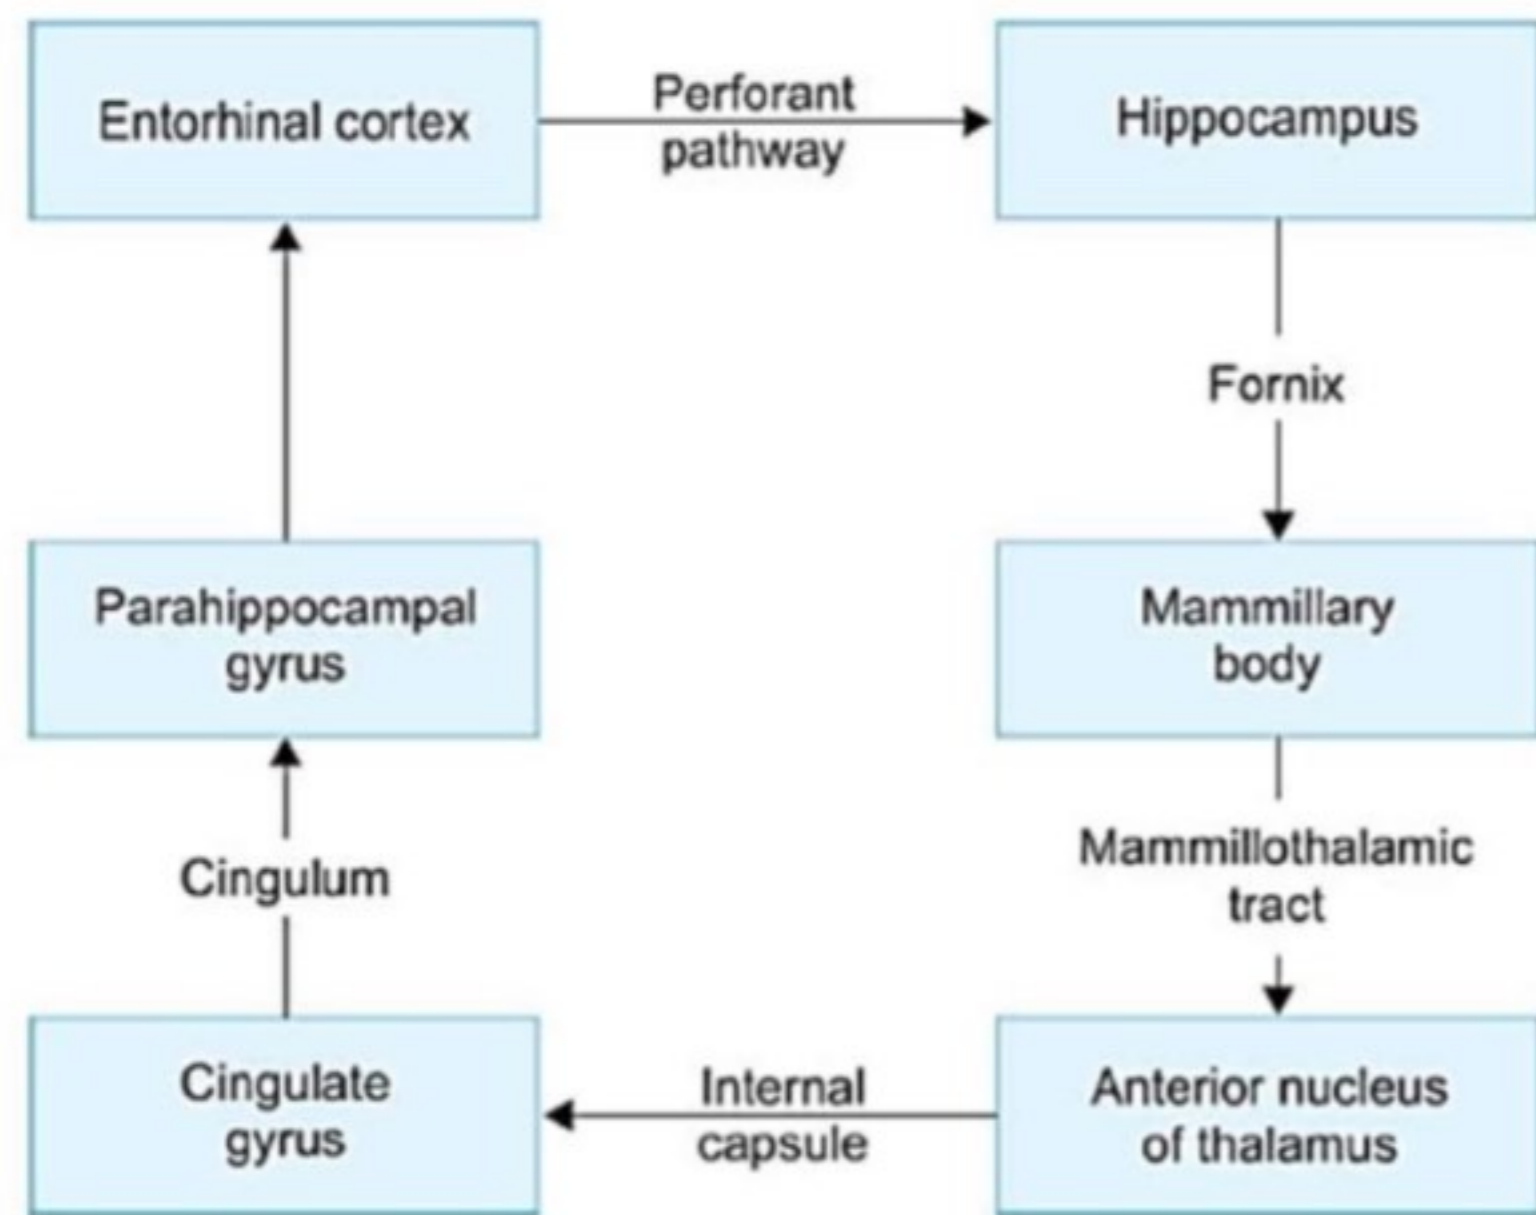 Entorhinal cortex
Perforant
pathway
Hippocampus
Fornix
Parahippocampal
gyrus
Mammillary
body
Cingulum
Mammillothalamic
tract
Cingulate
gyrus
Internal
capsule
Anterior nucleus
of thalamus